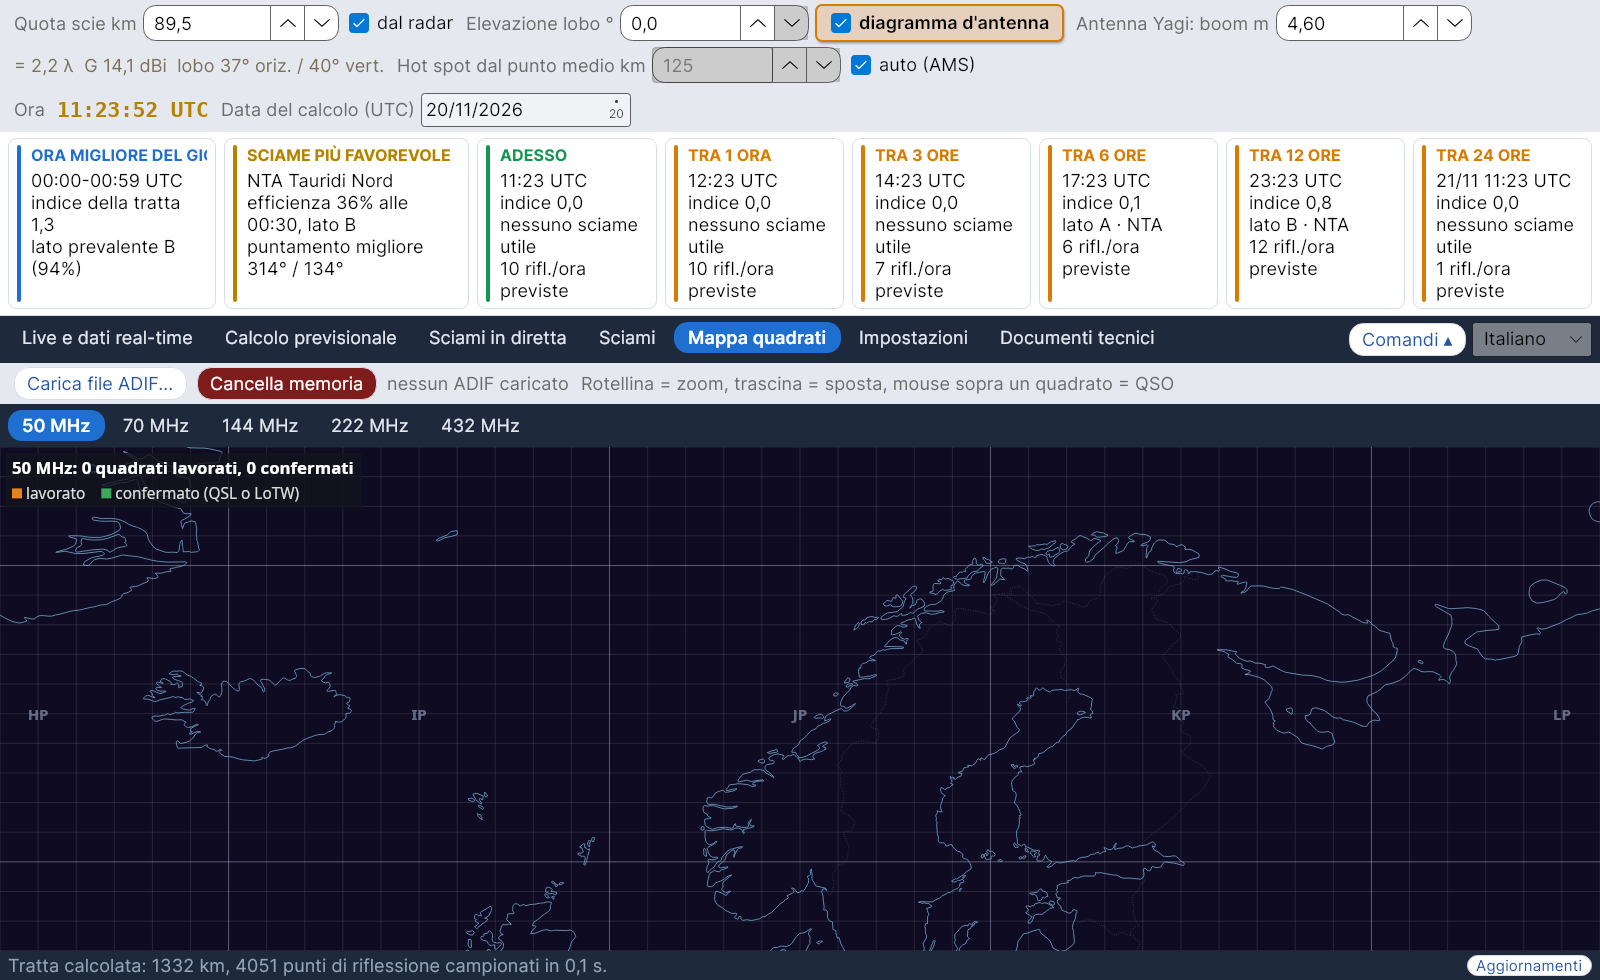 Quota scie km 89,5 dal radar Elevazione lobo ° 0,0 diagramma d'antenna Antenna Yagi: boom m 4,60
= 2,2 λ G 14,1 dBi lobo 37° oriz. / 40° vert. Hot spot dal punto medio km 125 auto (AMS)
Ora 11:23:52 UTC Data del calcolo (UTC) 20/11/2026 20
ORA MIGLIORE DEL GI
00:00-00:59 UTC
indice della tratta
1,3
lato prevalente B
(94%)
SCIAME PIÙ FAVOREVOLE
NTA Tauridi Nord
efficienza 36% alle
00:30, lato B
puntamento migliore
314° / 134°
ADESSO
11:23 UTC
indice 0,0
nessuno sciame
utile
10 rifl./ora
previste
TRA 1 ORA
12:23 UTC
indice 0,0
nessuno sciame
utile
10 rifl./ora
previste
TRA 3 ORE
14:23 UTC
indice 0,0
nessuno sciame
utile
7 rifl./ora
previste
TRA 6 ORE
17:23 UTC
indice 0,1
lato A · NTA
6 rifl./ora
previste
TRA 12 ORE
23:23 UTC
indice 0,8
lato B · NTA
12 rifl./ora
previste
TRA 24 ORE
21/11 11:23 UTC
indice 0,0
nessuno sciame
utile
1 rifl./ora
previste
Live e dati real-time Calcolo previsionale Sciami in diretta Sciami Mappa quadrati Impostazioni Documenti tecnici Comandi ▴ Italiano
Carica file ADIF... Cancella memoria nessun ADIF caricato Rotellina = zoom, trascina = sposta, mouse sopra un quadrato = QSO
50 MHz 70 MHz 144 MHz 222 MHz 432 MHz
50 MHz: 0 quadrati lavorati, 0 confermati
lavorato confermato (QSL o LoTW)
HP IP JP KP LP
Tratta calcolata: 1332 km, 4051 punti di riflessione campionati in 0,1 s. Aggiornamenti